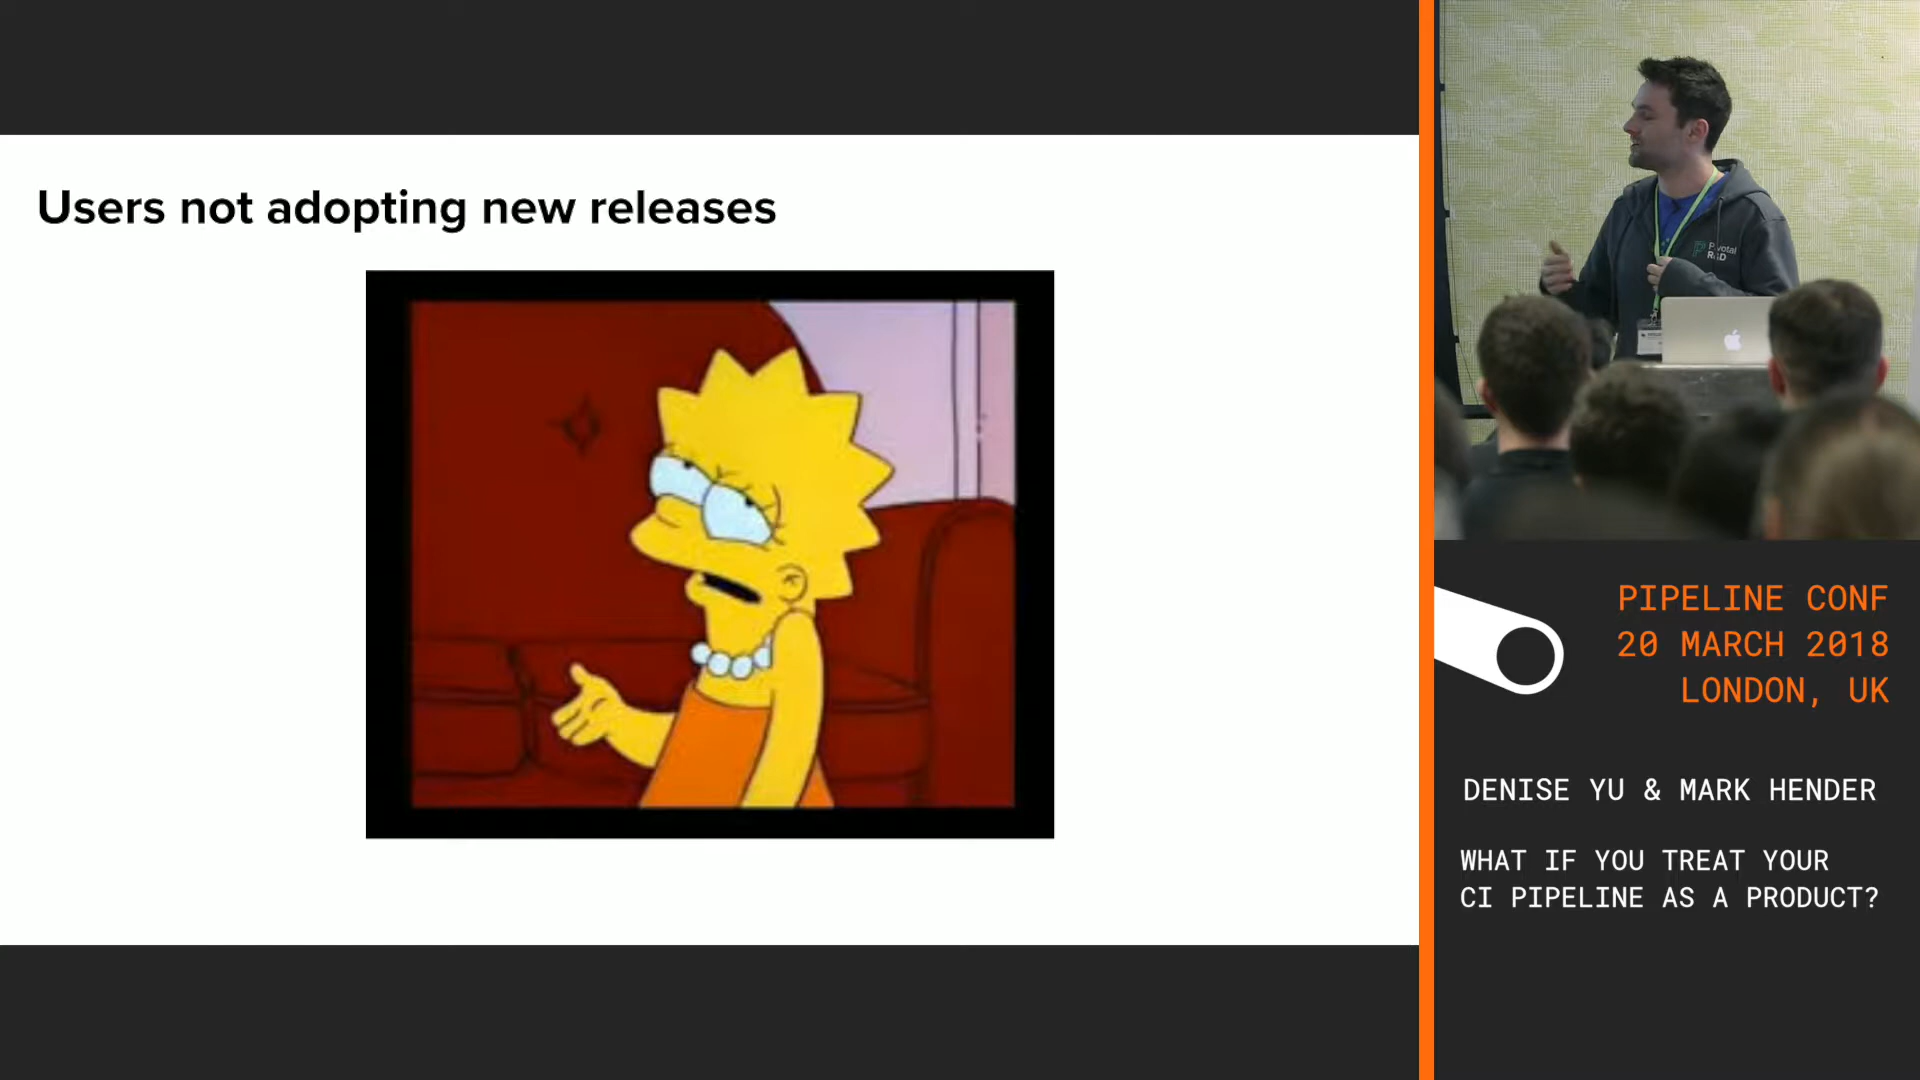 Users not adopting new releases
Pivotal
R&D
PIPELINE CONF
20 MARCH 2018
LONDON, UK
DENISE YU & MARK HENDER
WHAT IF YOU TREAT YOUR
CI PIPELINE AS A PRODUCT?